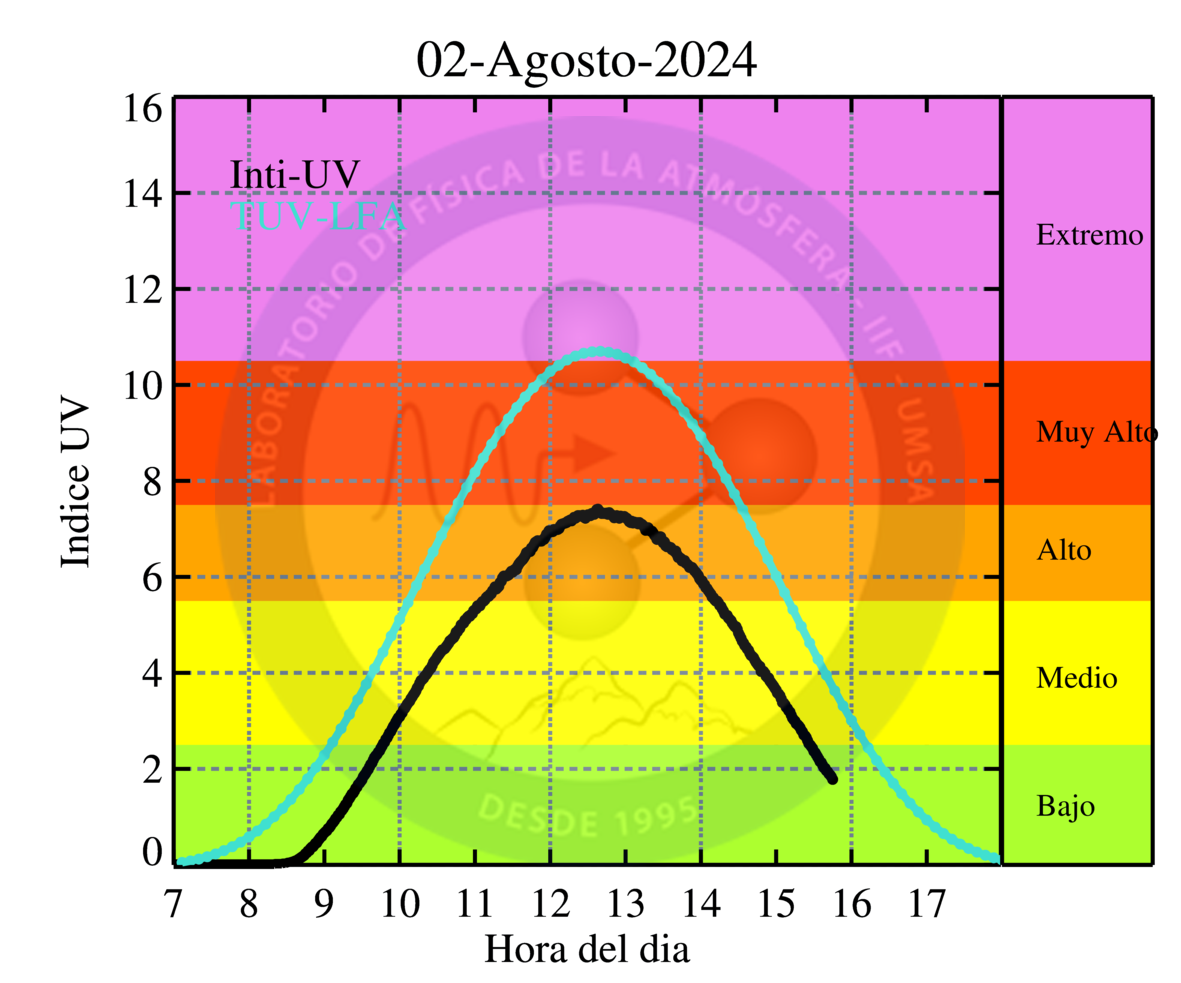 02-Agosto-2024
Inti-UV
TUV-LFA
LABORATORIO DE FÍSICA DE LA ATMÓSFERA - IIF - UMSA
DESDE 1995
Indice UV
16
14
12
10
8
6
4
2
0
Extremo
Muy Alto
Alto
Medio
Bajo
7 8 9 10 11 12 13 14 15 16 17
Hora del dia